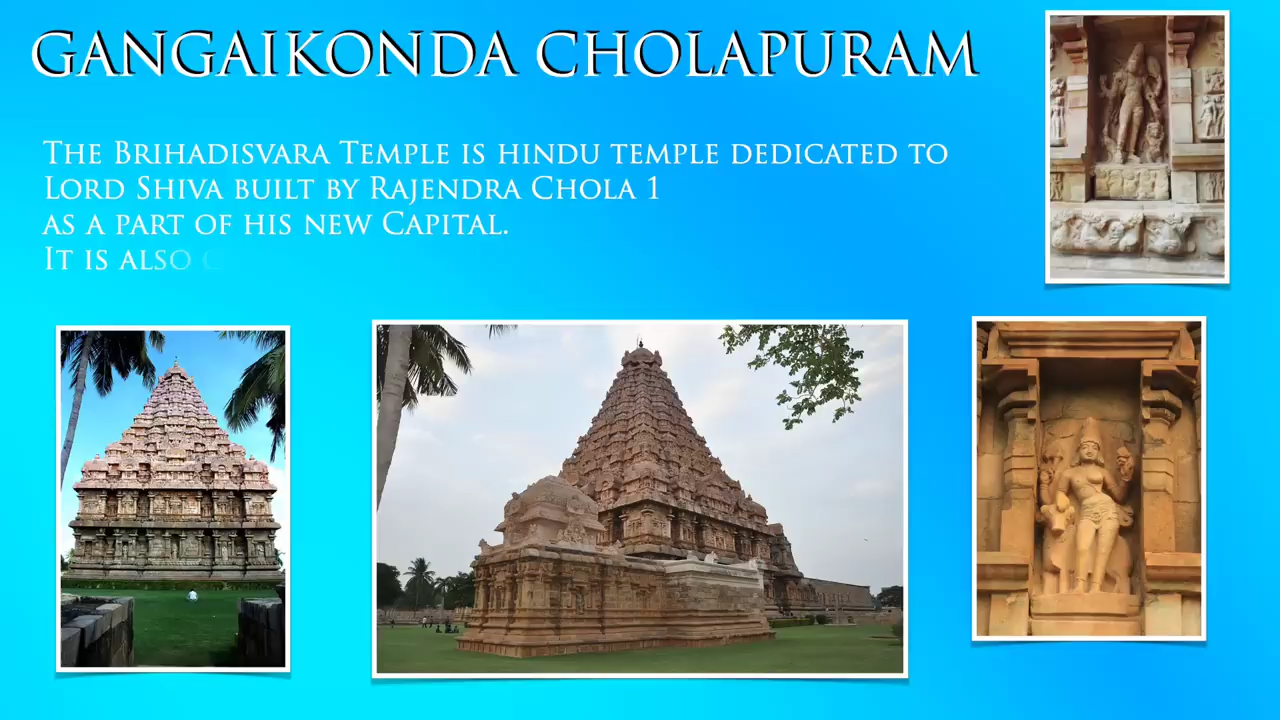 GANGAIKONDA CHOLAPURAM
THE BRIHADISVARA TEMPLE IS HINDU TEMPLE DEDICATED TO
LORD SHIVA BUILT BY RAJENDRA CHOLA 1
AS A PART OF HIS NEW CAPITAL.
IT IS ALSO